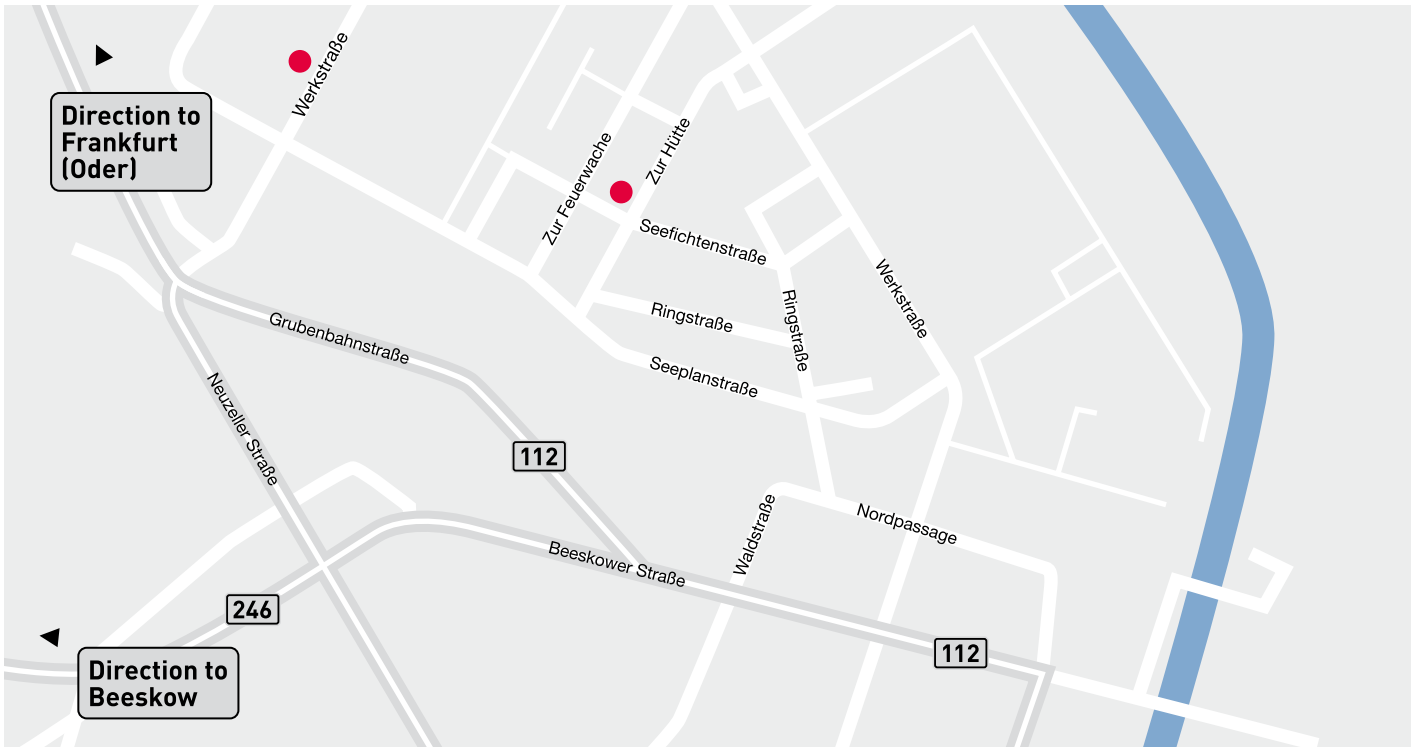 Werkstraße
Direction to
Frankfurt
(Oder)
Zur Feuerwache
Zur Hütte
Seefichtenstraße
Werkstraße
Ringstraße
Ringstraße
Grubenbahnstraße
Seeplanstraße
Neuzeller Straße
112
Waldstraße
Nordpassage
Beeskower Straße
246
112
Direction to
Beeskow